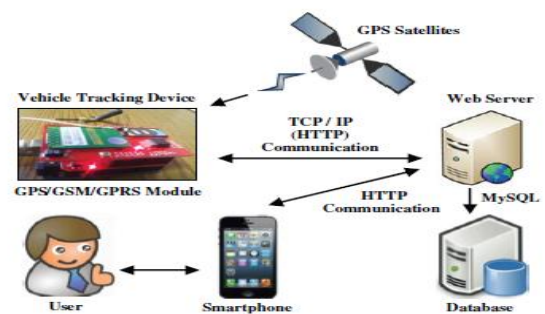 GPS Satellites
Vehicle Tracking Device
Web Server
TCP / IP
(HTTP)
Communication
GPS/GSM/GPRS Module
HTTP
Communication
MySQL
User
Smartphone
Database